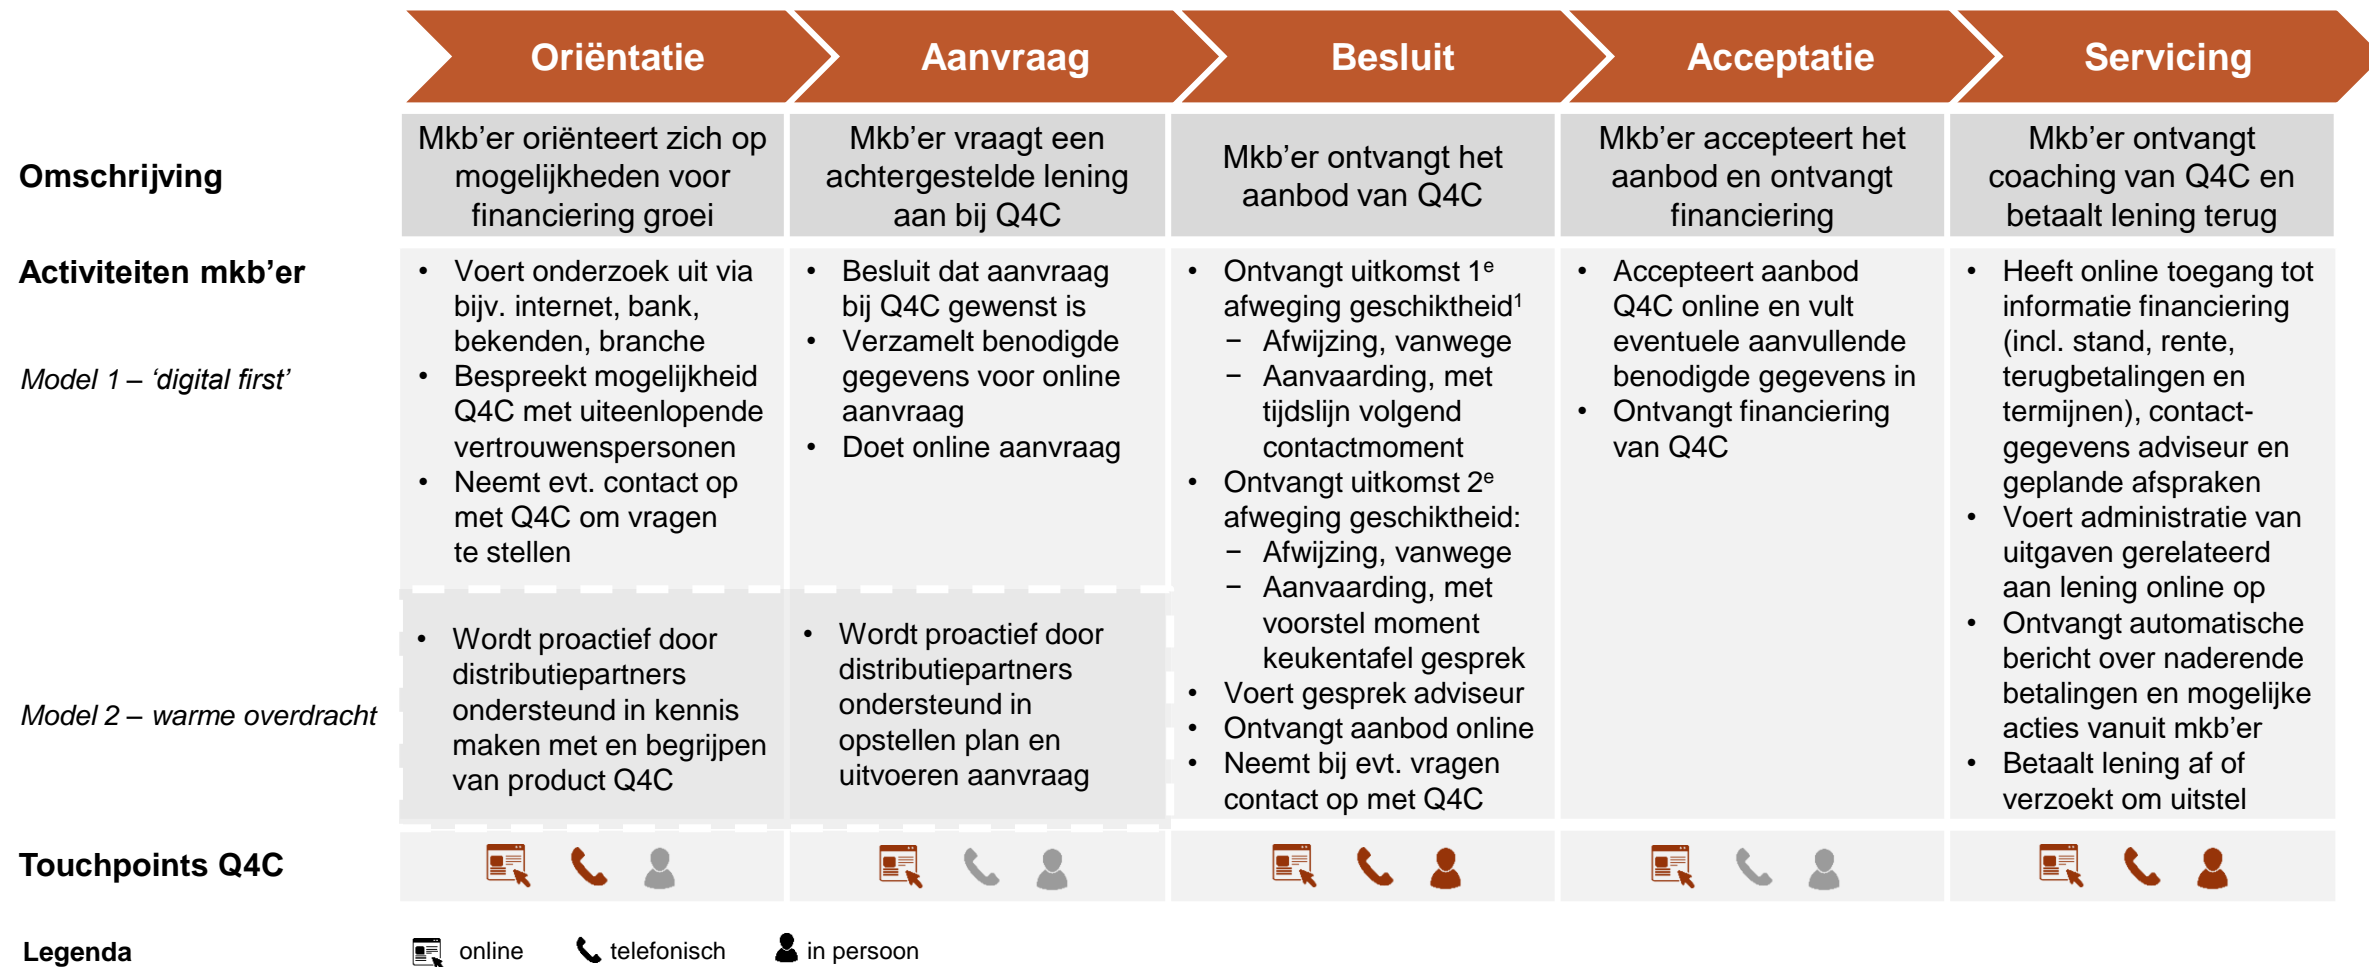 Oriëntatie
Aanvraag
Besluit
Acceptatie
Servicing
Omschrijving
Mkb’er oriënteert zich op
mogelijkheden voor
financiering groei
Mkb’er vraagt een
achtergestelde lening
aan bij Q4C
Mkb’er ontvangt het
aanbod van Q4C
Mkb’er accepteert het
aanbod en ontvangt
financiering
Mkb’er ontvangt
coaching van Q4C en
betaalt lening terug
Activiteiten mkb’er
Model 1 – ‘digital first’
• Voert onderzoek uit via
bijv. internet, bank,
bekenden, branche
• Bespreekt mogelijkheid
Q4C met uiteenlopende
vertrouwenspersonen
• Neemt evt. contact op
met Q4C om vragen
te stellen
• Besluit dat aanvraag
bij Q4C gewenst is
• Verzamelt benodigde
gegevens voor online
aanvraag
• Doet online aanvraag
• Ontvangt uitkomst 1e
afweging geschiktheid1
− Afwijzing, vanwege
− Aanvaarding, met
tijdslijn volgend
contactmoment
• Ontvangt uitkomst 2e
afweging geschiktheid:
− Afwijzing, vanwege
− Aanvaarding, met
voorstel moment
keukentafel gesprek
• Voert gesprek adviseur
• Ontvangt aanbod online
• Neemt bij evt. vragen
contact op met Q4C
• Accepteert aanbod
Q4C online en vult
eventuele aanvullende
benodigde gegevens in
• Ontvangt financiering
van Q4C
• Heeft online toegang tot
informatie financiering
(incl. stand, rente,
terugbetalingen en
termijnen), contact-
gegevens adviseur en
geplande afspraken
• Voert administratie van
uitgaven gerelateerd
aan lening online op
• Ontvangt automatische
bericht over naderende
betalingen en mogelijke
acties vanuit mkb’er
• Betaalt lening af of
verzoekt om uitstel
Model 2 – warme overdracht
• Wordt proactief door
distributiepartners
ondersteund in kennis
maken met en begrijpen
van product Q4C
• Wordt proactief door
distributiepartners
ondersteund in
opstellen plan en
uitvoeren aanvraag
Touchpoints Q4C
Legenda
online
telefonisch
in persoon